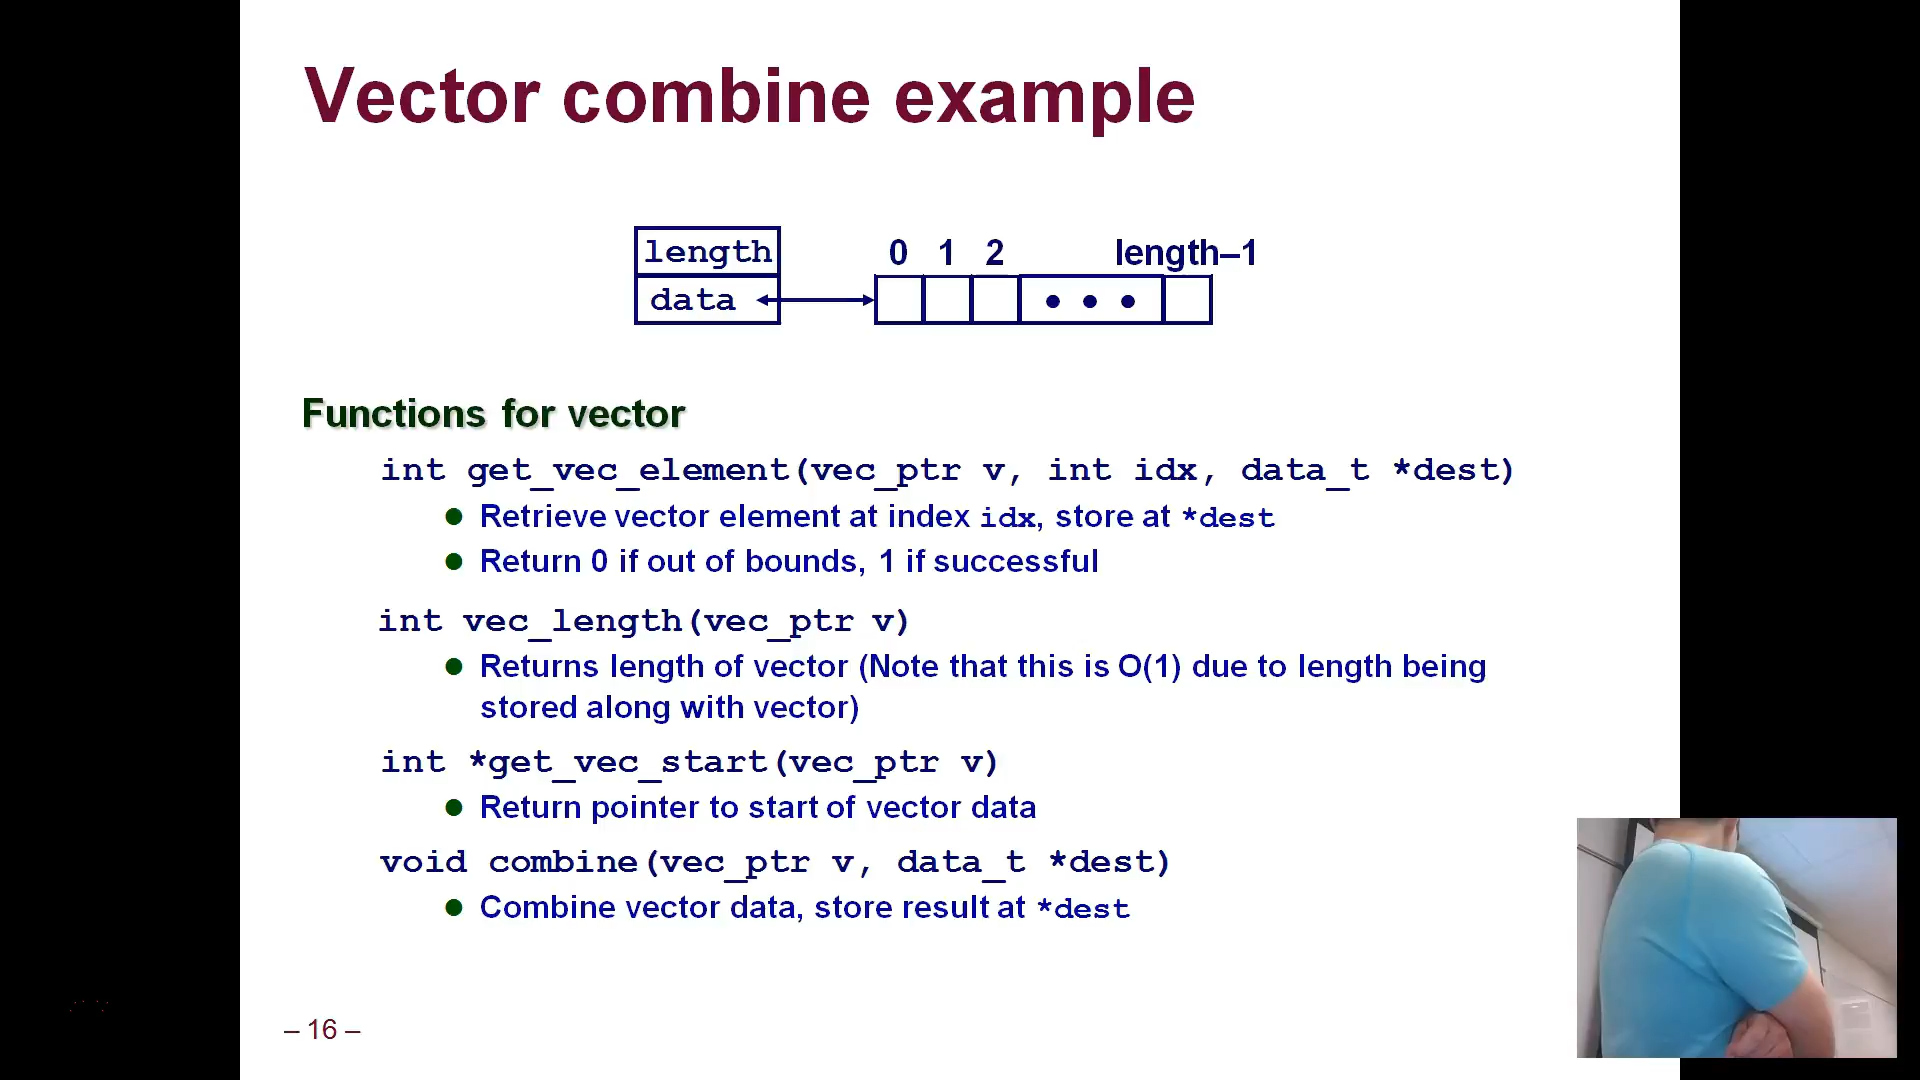 Vector combine example
length
0 1 2 length–1
data
Functions for vector
int get_vec_element(vec_ptr v, int idx, data_t *dest)
Retrieve vector element at index idx, store at *dest
Return 0 if out of bounds, 1 if successful
int vec_length(vec_ptr v)
Returns length of vector (Note that this is O(1) due to length being
stored along with vector)
int *get_vec_start(vec_ptr v)
Return pointer to start of vector data
void combine(vec_ptr v, data_t *dest)
Combine vector data, store result at *dest
– 16 –